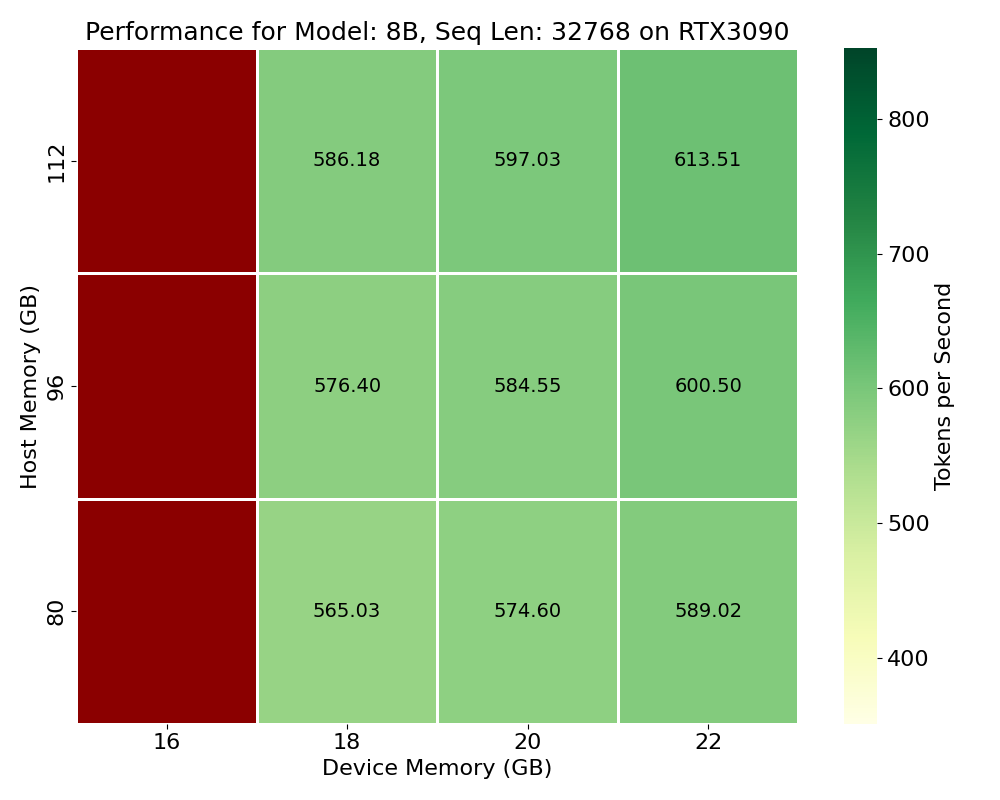 Performance for Model: 8B, Seq Len: 32768 on RTX3090
112
586.18 597.03 613.51
96
576.40 584.55 600.50
80
565.03 574.60 589.02
16 18 20 22
Device Memory (GB)
Host Memory (GB)
800
700
600
500
400
Tokens per Second